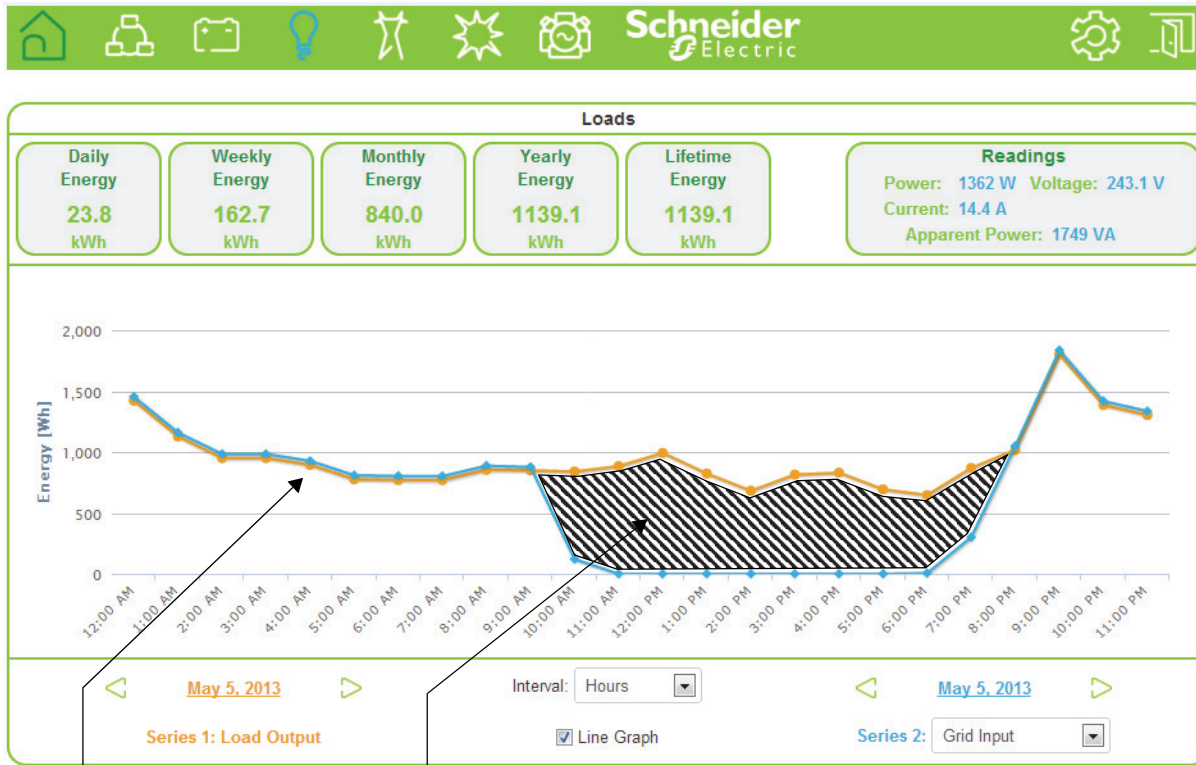 Schneider
Electric
Loads
Daily
Energy
23.8
kWh
Weekly
Energy
162.7
kWh
Monthly
Energy
840.0
kWh
Yearly
Energy
1139.1
kWh
Lifetime
Energy
1139.1
kWh
Readings
Power: 1362 W Voltage: 243.1 V
Current: 14.4 A
Apparent Power: 1749 VA
Energy [Wh]
2,000
1,500
1,000
500
0
12:00 AM
1:00 AM
2:00 AM
3:00 AM
4:00 AM
5:00 AM
6:00 AM
7:00 AM
8:00 AM
9:00 AM
10:00 AM
11:00 AM
12:00 PM
1:00 PM
2:00 PM
3:00 PM
4:00 PM
5:00 PM
6:00 PM
7:00 PM
8:00 PM
9:00 PM
10:00 PM
11:00 PM
May 5, 2013
Interval: Hours
May 5, 2013
Series 1: Load Output
Line Graph
Series 2: Grid Input